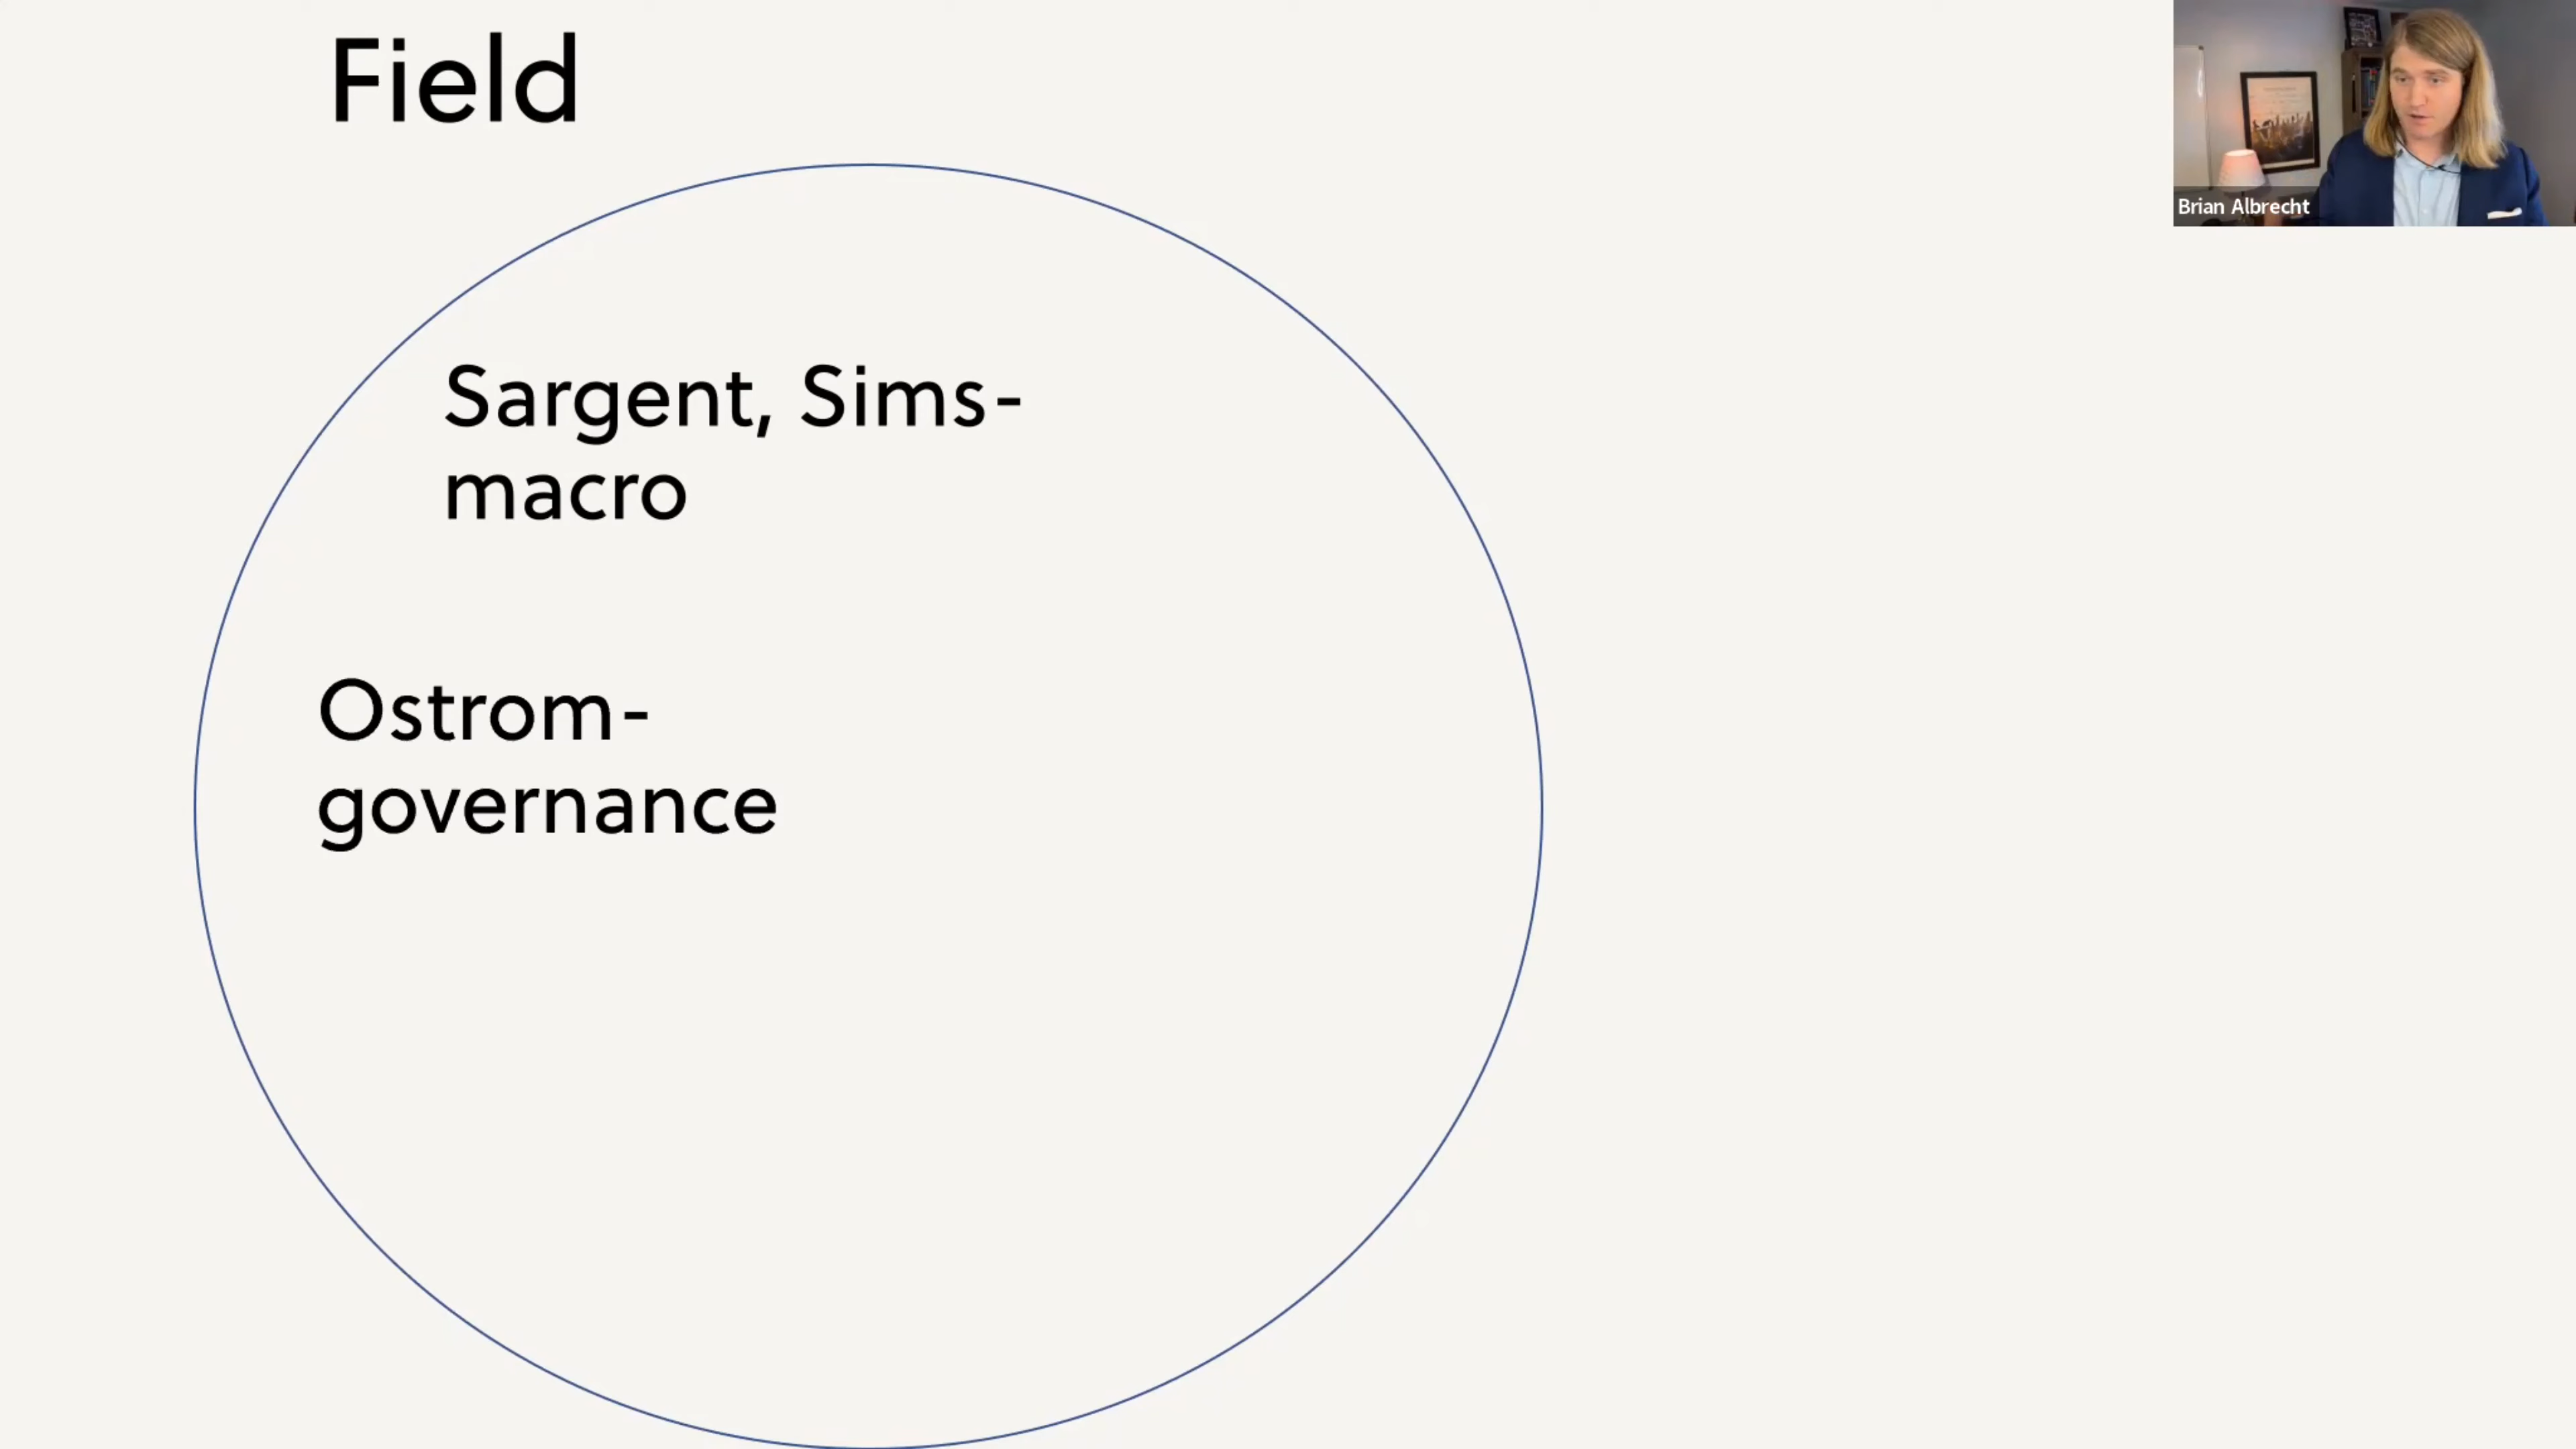 Field
Sargent, Sims-
macro
Ostrom-
governance
Brian Albrecht